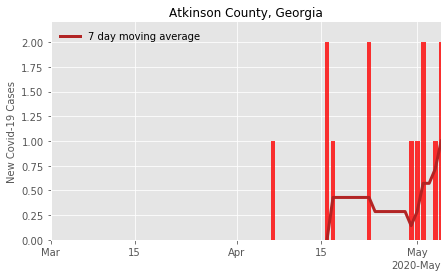 Atkinson County, Georgia
7 day moving average
New Covid-19 Cases
2.00
1.75
1.50
1.25
1.00
0.75
0.50
0.25
0.00
Mar 15 Apr 15 May
2020-May